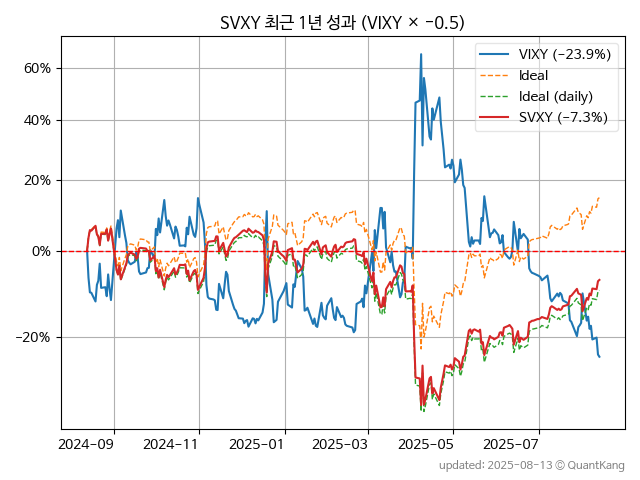 SVXY 최근 1년 성과 (VIXY × −0.5)
VIXY (−23.9%)
Ideal
Ideal (daily)
SVXY (−7.3%)
60%
40%
20%
0%
−20%
2024-09 2024-11 2025-01 2025-03 2025-05 2025-07
updated: 2025-08-13 © QuantKang